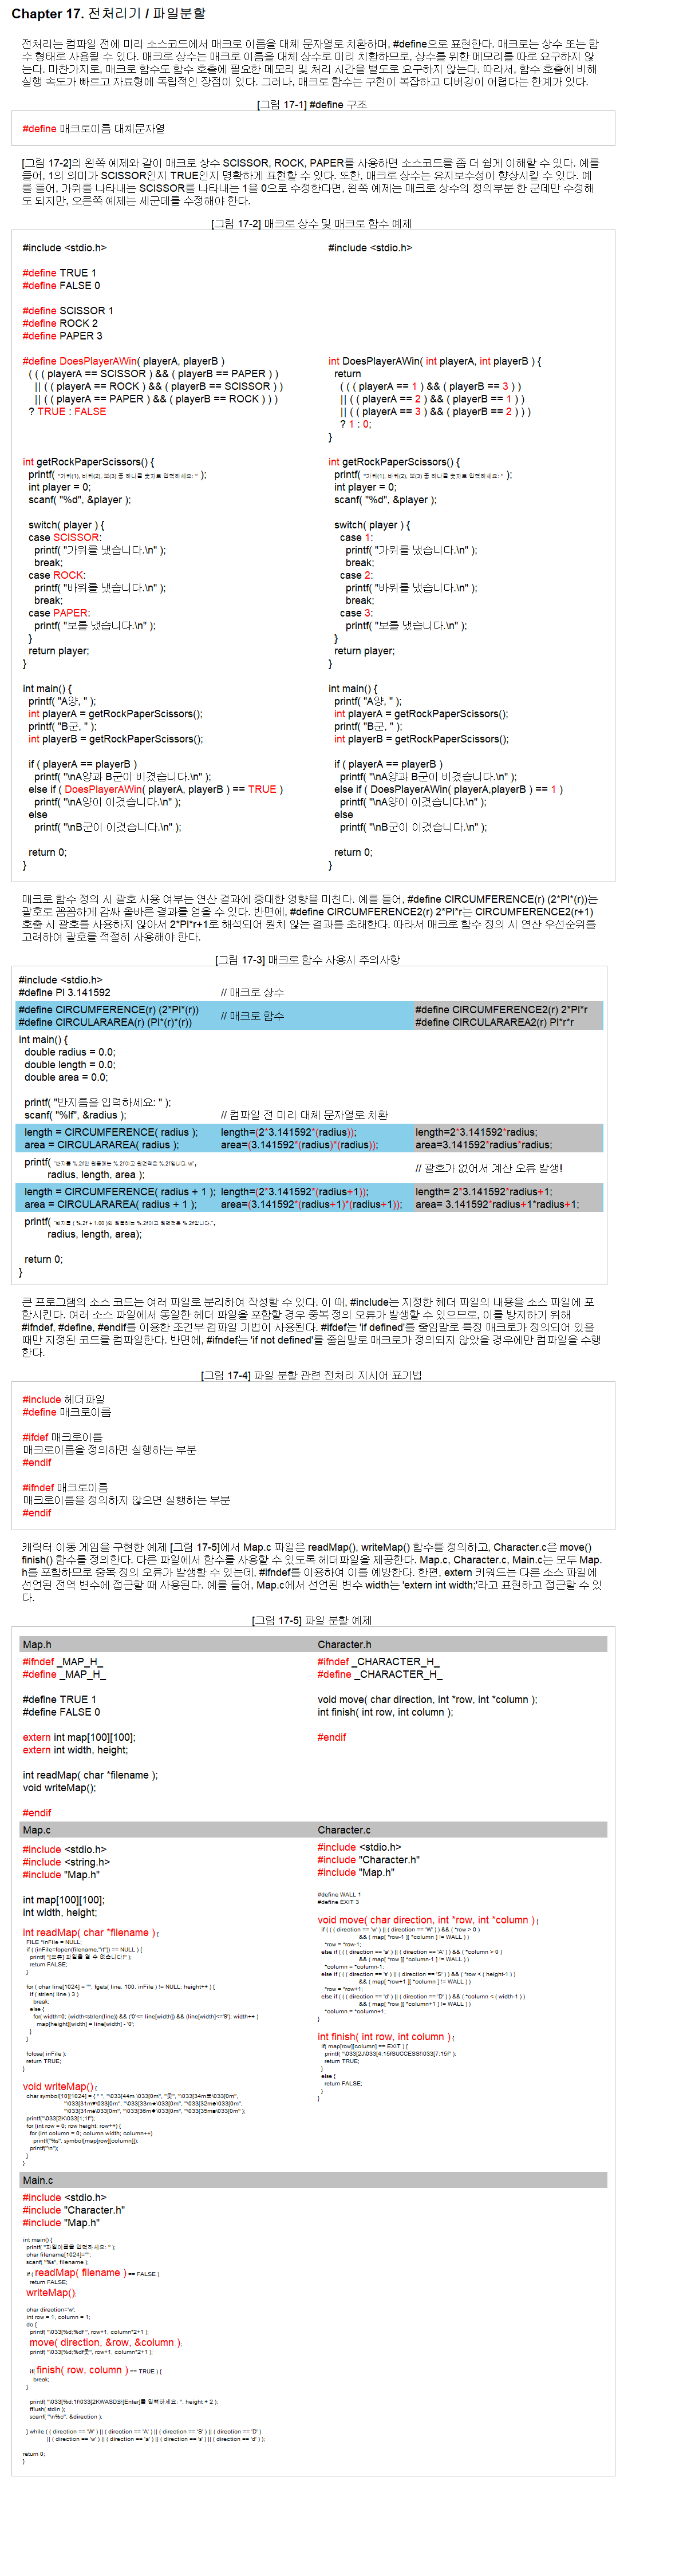 Chapter 17. 전처리기 / 파일분할
전처리는 컴파일 전에 미리 소스코드에서 매크로 이름을 대체 문자열로 치환하며, #define으로 표현한다. 매크로는 상수 또는 함
수 형태로 사용될 수 있다. 매크로 상수는 매크로 이름을 대체 상수로 미리 치환하므로, 상수를 위한 메모리를 따로 요구하지 않
는다. 마찬가지로, 매크로 함수도 함수 호출에 필요한 메모리 및 처리 시간을 별도로 요구하지 않는다. 따라서, 함수 호출에 비해
실행 속도가 빠르고 자료형에 독립적인 장점이 있다. 그러나, 매크로 함수는 구현이 복잡하고 디버깅이 어렵다는 한계가 있다.
[그림 17-1] #define 구조
#define 매크로이름 대체문자열
[그림 17-2]의 왼쪽 예제와 같이 매크로 상수 SCISSOR, ROCK, PAPER를 사용하면 소스코드를 좀 더 쉽게 이해할 수 있다. 예를
들어, 1의 의미가 SCISSOR인지 TRUE인지 명확하게 표현할 수 있다. 또한, 매크로 상수는 유지보수성이 향상시킬 수 있다. 예
를 들어, 가위를 나타내는 SCISSOR를 나타내는 1을 0으로 수정한다면, 왼쪽 예제는 매크로 상수의 정의부분 한 군데만 수정해
도 되지만, 오른쪽 예제는 세군데를 수정해야 한다.
[그림 17-2] 매크로 상수 및 매크로 함수 예제
#include <stdio.h>
#define TRUE 1
#define FALSE 0
#define SCISSOR 1
#define ROCK 2
#define PAPER 3
#define DoesPlayerAWin( playerA, playerB )
( ( ( playerA == SCISSOR ) && ( playerB == PAPER ) )
|| ( ( playerA == ROCK ) && ( playerB == SCISSOR ) )
|| ( ( playerA == PAPER ) && ( playerB == ROCK ) ) )
? TRUE : FALSE
int getRockPaperScissors() {
printf( "가위(1), 바위(2), 보(3) 중 하나를 숫자로 입력하세요: " );
int player = 0;
scanf( "%d", &player );
switch( player ) {
case SCISSOR:
printf( "가위를 냈습니다.\n" );
break;
case ROCK:
printf( "바위를 냈습니다.\n" );
break;
case PAPER:
printf( "보를 냈습니다.\n" );
}
return player;
}
int main() {
printf( "A양, " );
int playerA = getRockPaperScissors();
printf( "B군, " );
int playerB = getRockPaperScissors();
if ( playerA == playerB )
printf( "\nA양과 B군이 비겼습니다.\n" );
else if ( DoesPlayerAWin( playerA, playerB ) == TRUE )
printf( "\nA양이 이겼습니다.\n" );
else
printf( "\nB군이 이겼습니다.\n" );
return 0;
}
#include <stdio.h>
int DoesPlayerAWin( int playerA, int playerB ) {
return
( ( ( playerA == 1 ) && ( playerB == 3 ) )
|| ( ( playerA == 2 ) && ( playerB == 1 ) )
|| ( ( playerA == 3 ) && ( playerB == 2 ) ) )
? 1 : 0;
}
int getRockPaperScissors() {
printf( "가위(1), 바위(2), 보(3) 중 하나를 숫자로 입력하세요: " );
int player = 0;
scanf( "%d", &player );
switch( player ) {
case 1:
printf( "가위를 냈습니다.\n" );
break;
case 2:
printf( "바위를 냈습니다.\n" );
break;
case 3:
printf( "보를 냈습니다.\n" );
}
return player;
}
int main() {
printf( "A양, " );
int playerA = getRockPaperScissors();
printf( "B군, " );
int playerB = getRockPaperScissors();
if ( playerA == playerB )
printf( "\nA양과 B군이 비겼습니다.\n" );
else if ( DoesPlayerAWin( playerA,playerB ) == 1 )
printf( "\nA양이 이겼습니다.\n" );
else
printf( "\nB군이 이겼습니다.\n" );
return 0;
}
매크로 함수 정의 시 괄호 사용 여부는 연산 결과에 중대한 영향을 미친다. 예를 들어, #define CIRCUMFERENCE(r) (2*PI*(r))는
괄호로 꼼꼼하게 감싸 올바른 결과를 얻을 수 있다. 반면에, #define CIRCUMFERENCE2(r) 2*PI*r는 CIRCUMFERENCE2(r+1)
호출 시 괄호를 사용하지 않아서 2*PI*r+1로 해석되어 원치 않는 결과를 초래한다. 따라서 매크로 함수 정의 시 연산 우선순위를
고려하여 괄호를 적절히 사용해야 한다.
[그림 17-3] 매크로 함수 사용시 주의사항
#include <stdio.h>
#define PI 3.141592 // 매크로 상수
#define CIRCUMFERENCE(r) (2*PI*(r)) // 매크로 함수 #define CIRCUMFERENCE2(r) 2*PI*r
#define CIRCULARAREA(r) (PI*(r)*(r)) #define CIRCULARAREA2(r) PI*r*r
int main() {
double radius = 0.0;
double length = 0.0;
double area = 0.0;
printf( "반지름을 입력하세요: " );
scanf( "%lf", &radius ); // 컴파일 전 미리 대체 문자열로 치환
length = CIRCUMFERENCE( radius ); length=(2*3.141592*(radius)); length=2*3.141592*radius;
area = CIRCULARAREA( radius ); area=(3.141592*(radius)*(radius)); area=3.141592*radius*radius;
printf( "반지름 %.2f인 원둘레는 %.2f이고 원면적은 %.2f입니다.\n",
radius, length, area ); // 괄호가 없어서 계산 오류 발생!
length = CIRCUMFERENCE( radius + 1 ); length=(2*3.141592*(radius+1)); length= 2*3.141592*radius+1;
area = CIRCULARAREA( radius + 1 ); area=(3.141592*(radius+1)*(radius+1)); area= 3.141592*radius+1*radius+1;
printf( "반지름 ( %.2f + 1.00 )인 원둘레는 %.2f이고 원면적은 %.2f입니다.",
radius, length, area);
return 0;
}
큰 프로그램의 소스 코드는 여러 파일로 분리하여 작성할 수 있다. 이 때, #include는 지정한 헤더 파일의 내용을 소스 파일에 포
함시킨다. 여러 소스 파일에서 동일한 헤더 파일을 포함할 경우 중복 정의 오류가 발생할 수 있으므로, 이를 방지하기 위해
#ifndef, #define, #endif를 이용한 조건부 컴파일 기법이 사용된다. #ifdef는 'if defined'를 줄임말로 특정 매크로가 정의되어 있을
때만 지정된 코드를 컴파일한다. 반면에, #ifndef는 'if not defined'를 줄임말로 매크로가 정의되지 않았을 경우에만 컴파일을 수행
한다.
[그림 17-4] 파일 분할 관련 전처리 지시어 표기법
#include 헤더파일
#define 매크로이름
#ifdef 매크로이름
매크로이름을 정의하면 실행하는 부분
#endif
#ifndef 매크로이름
매크로이름을 정의하지 않으면 실행하는 부분
#endif
캐릭터 이동 게임을 구현한 예제 [그림 17-5]에서 Map.c 파일은 readMap(), writeMap() 함수를 정의하고, Character.c은 move()
finish() 함수를 정의한다. 다른 파일에서 함수를 사용할 수 있도록 헤더파일을 제공한다. Map.c, Character.c, Main.c는 모두 Map.
h를 포함하므로 중복 정의 오류가 발생할 수 있는데, #ifndef를 이용하여 이를 예방한다. 한편, extern 키워드는 다른 소스 파일에
선언된 전역 변수에 접근할 때 사용된다. 예를 들어, Map.c에서 선언된 변수 width는 'extern int width;'라고 표현하고 접근할 수 있
다.
[그림 17-5] 파일 분할 예제
Map.h
#ifndef _MAP_H_
#define _MAP_H_
#define TRUE 1
#define FALSE 0
extern int map[100][100];
extern int width, height;
int readMap( char *filename );
void writeMap();
#endif
Character.h
#ifndef _CHARACTER_H_
#define _CHARACTER_H_
void move( char direction, int *row, int *column );
int finish( int row, int column );
#endif
Map.c
#include <stdio.h>
#include <string.h>
#include "Map.h"
int map[100][100];
int width, height;
int readMap( char *filename ) {
FILE *inFile = NULL;
if ( (inFile=fopen(filename,"rt")) == NULL ) {
printf( "[오류] 파일을 열 수 없습니다!" );
return FALSE;
}
for ( char line[1024] = ""; fgets( line, 100, inFile ) != NULL; height++ ) {
if ( strlen( line ) 3 )
break;
else {
for( width=0; (width<strlen(line)) && ('0'<= line[width]) && (line[width]<='9'); width++ )
map[height][width] = line[width] - '0';
}
}
fclose( inFile );
return TRUE;
}
void writeMap() {
printf("\033[2K\033[1;1f");
for (int row = 0; row height; row++) {
for (int column = 0; column width; column++)
printf("%s", symbol[map[row][column]]);
printf("\n");
}
}
Character.c
#include <stdio.h>
#include "Character.h"
#include "Map.h"
#define WALL 1
#define EXIT 3
void move( char direction, int *row, int *column ) {
if ( ( ( direction == 'w' ) || ( direction == 'W' ) ) && ( *row > 0 )
&& ( map[ *row-1 ][ *column ] != WALL ) )
*row = *row-1;
else if ( ( ( direction == 'a' ) || ( direction == 'A' ) ) && ( *column > 0 )
&& ( map[ *row ][ *column-1 ] != WALL ) )
*column = *column-1;
else if ( ( ( direction == 's' ) || ( direction == 'S' ) ) && ( *row < ( height-1 ) )
&& ( map[ *row+1 ][ *column ] != WALL ) )
*row = *row+1;
else if ( ( ( direction == 'd' ) || ( direction == 'D' ) ) && ( *column < ( width-1 ) )
&& ( map[ *row ][ *column+1 ] != WALL ) )
*column = *column+1;
}
int finish( int row, int column ) {
if( map[row][column] == EXIT ) {
printf( "\033[2J\033[4;15fSUCCESS!\033[7;15f" );
return TRUE;
}
else {
return FALSE;
}
}
Main.c
#include <stdio.h>
#include "Character.h"
#include "Map.h"
int main() {
printf( "파일이름을 입력하세요: " );
char filename[1024]="";
scanf( "%s", filename );
if ( readMap( filename ) == FALSE )
return FALSE;
writeMap();
char direction='w';
int row = 1, column = 1;
do {
printf( "\033[%d;%df ", row+1, column*2+1 );
move( direction, &row, &column );
printf( "\033[%d;%df옷", row+1, column*2+1 );
if( finish( row, column ) == TRUE ) {
break;
}
printf( "\033[%d;1f\033[2KWASD와[Enter]를 입력하세요: ", height + 2 );
fflush( stdin );
scanf( "\n%c", &direction );
} while ( ( direction == 'W' ) || ( direction == 'A' ) || ( direction == 'S' ) || ( direction == 'D' )
|| ( direction == 'w' ) || ( direction == 'a' ) || ( direction == 's' ) || ( direction == 'd' ) );
return 0;
}